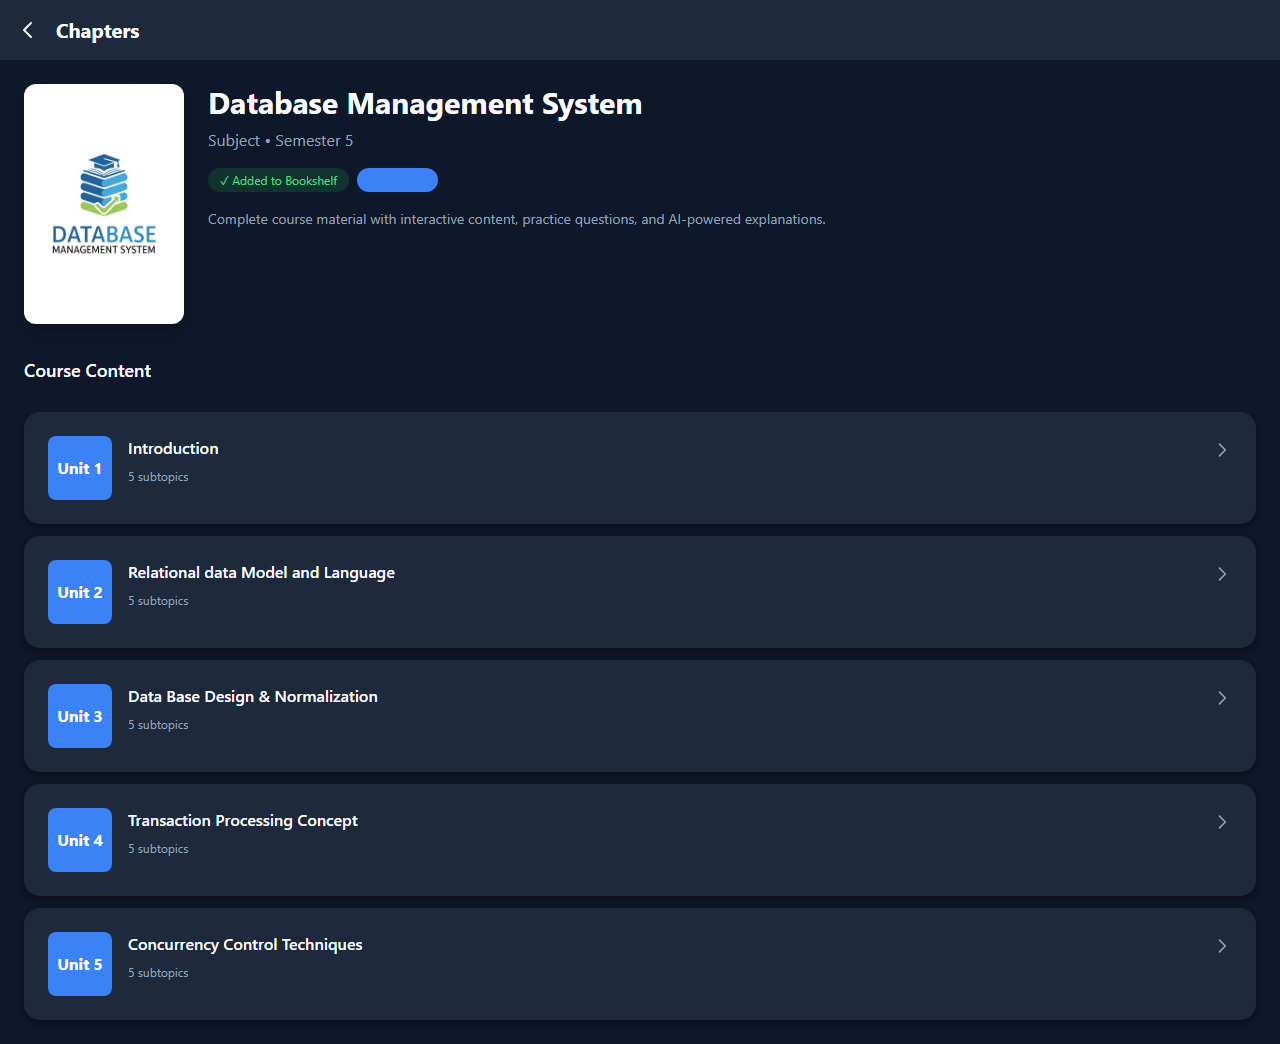 Chapters
DATABASE
MANAGEMENT SYSTEM
Database Management System
Subject • Semester 5
✓ Added to Bookshelf
Complete course material with interactive content, practice questions, and AI-powered explanations.
Course Content
Unit 1
Introduction
5 subtopics
Unit 2
Relational data Model and Language
5 subtopics
Unit 3
Data Base Design & Normalization
5 subtopics
Unit 4
Transaction Processing Concept
5 subtopics
Unit 5
Concurrency Control Techniques
5 subtopics